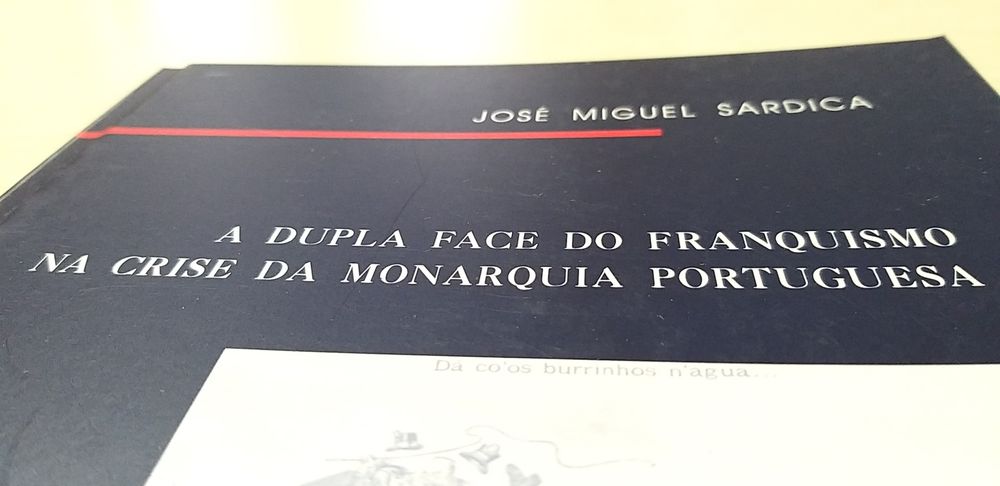 JOSÉ MIGUEL SARDICA
A DUPLA FACE DO FRANQUISMO
NA CRISE DA MONARQUIA PORTUGUESA
Da co'os burrinhos n'agua...